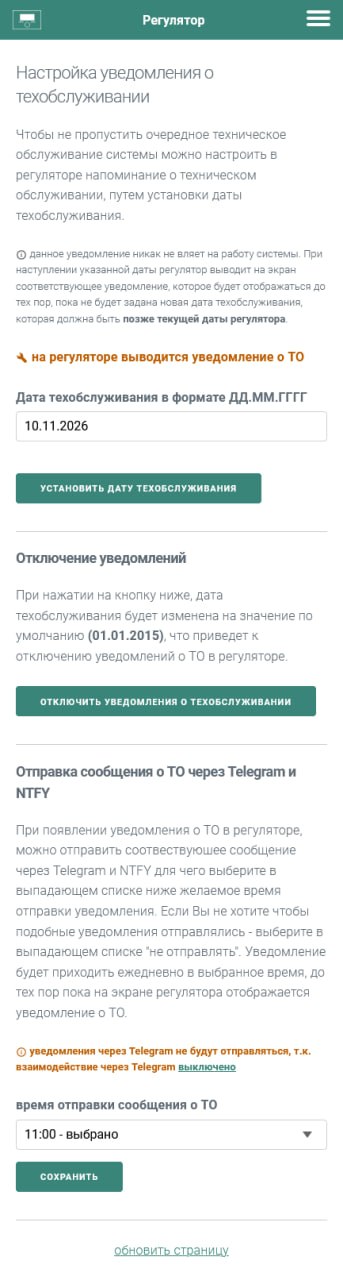 Регулятор
Настройка уведомления о
техобслуживании
Чтобы не пропустить очередное техническое
обслуживание системы можно настроить в
регуляторе напоминание о техническом
обслуживании, путем установки даты
техобслуживания.
данное уведомление никак не вляет на работу системы. При
наступлении указанной даты регулятор выводит на экран
соответствующее уведомление, которое будет отображаться до
тех пор, пока не будет задана новая дата техобслуживания,
которая должна быть позже текущей даты регулятора.
на регуляторе выводится уведомление о ТО
Дата техобслуживания в формате ДД.ММ.ГГГГ
10.11.2026
УСТАНОВИТЬ ДАТУ ТЕХОБСЛУЖИВАНИЯ
Отключение уведомлений
При нажатии на кнопку ниже, дата
техобслуживания будет изменена на значение по
умолчанию (01.01.2015), что приведет к
отключению уведомлений о ТО в регуляторе.
ОТКЛЮЧИТЬ УВЕДОМЛЕНИЯ О ТЕХОБСЛУЖИВАНИИ
Отправка сообщения о ТО через Telegram и
NTFY
При появлении уведомления о ТО в регуляторе,
можно отправить соотвествующее сообщение
через Telegram и NTFY для чего выберите в
выпадающем списке ниже желаемое время
отправки уведомления. Если Вы не хотите чтобы
подобные уведомления отправлялись - выберите в
выпадающем списке "не отправлять". Уведомление
будет приходить ежедневно в выбранное время, до
тех пор пока на экране регулятора отображается
уведомление о ТО.
уведомления через Telegram не будут отправляться, т.к.
взаимодействие через Telegram выключено
время отправки сообщения о ТО
11:00 - выбрано
СОХРАНИТЬ
обновить страницу